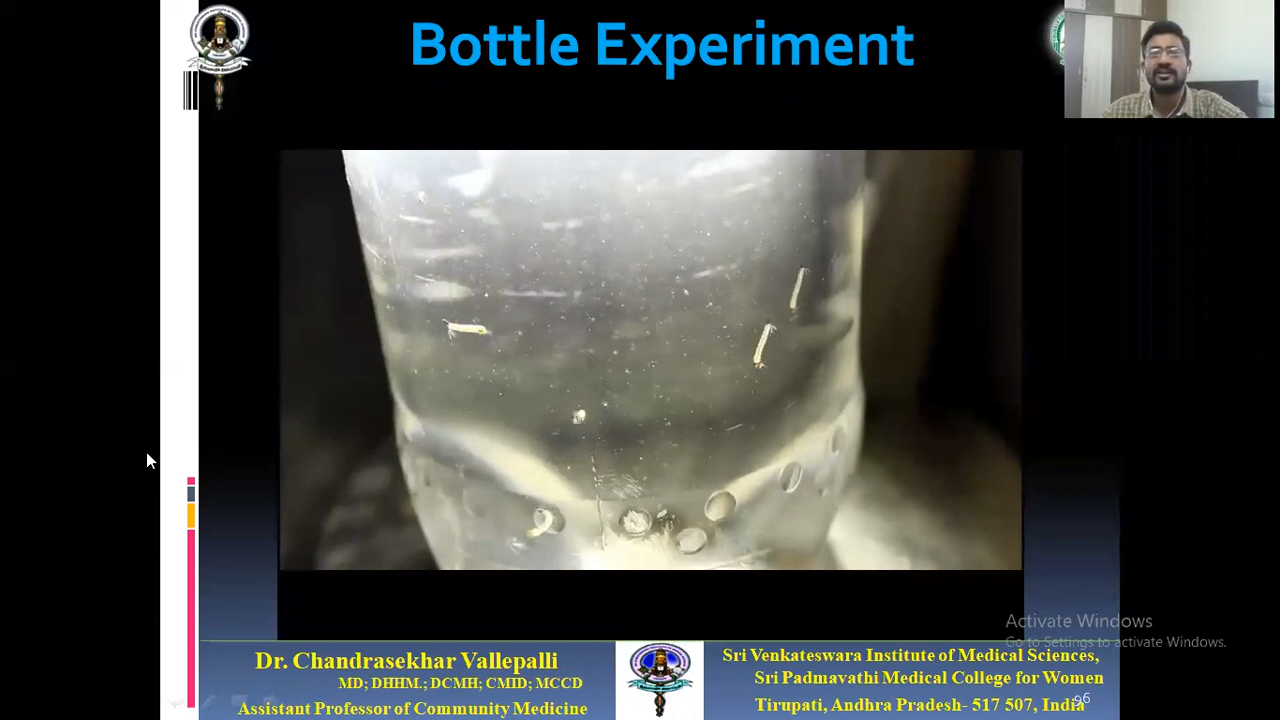 Bottle Experiment
Activate Windows
Go to Settings to activate Windows.
Dr. Chandrasekhar Vallepalli
MD; DHHM.; DCMH; CMID; MCCD
Assistant Professor of Community Medicine
Sri Venkateswara Institute of Medical Sciences,
Sri Padmavathi Medical College for Women
Tirupati, Andhra Pradesh- 517 507, India
96